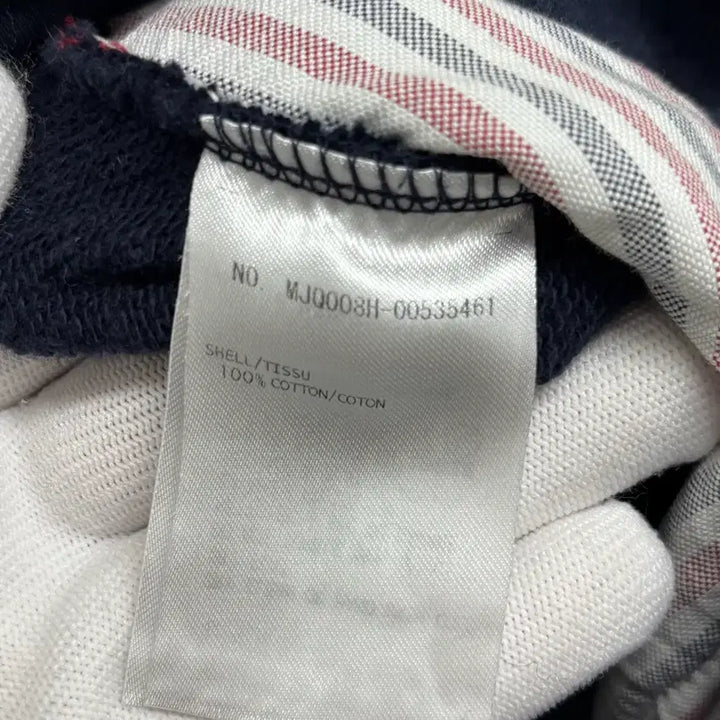 NO. MJQ008H-00535461
SHELL/TISSU
100% COTTON/COTON